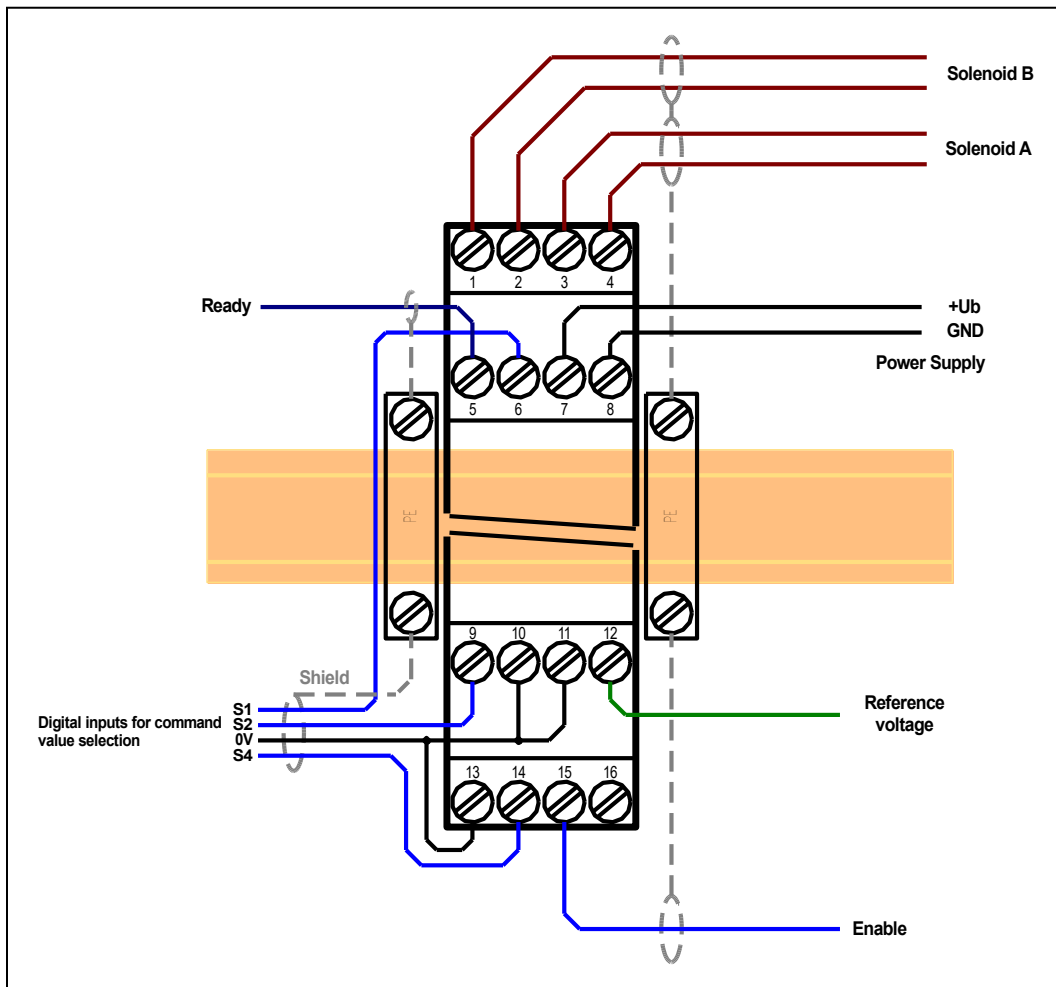 Solenoid B
Solenoid A
1 2 3 4
Ready
+Ub
GND
Power Supply
5 6 7 8
PE PE
9 10 11 12
Shield
S1
Digital inputs for command
value selection
S2
0V
S4
Reference
voltage
13 14 15 16
Enable